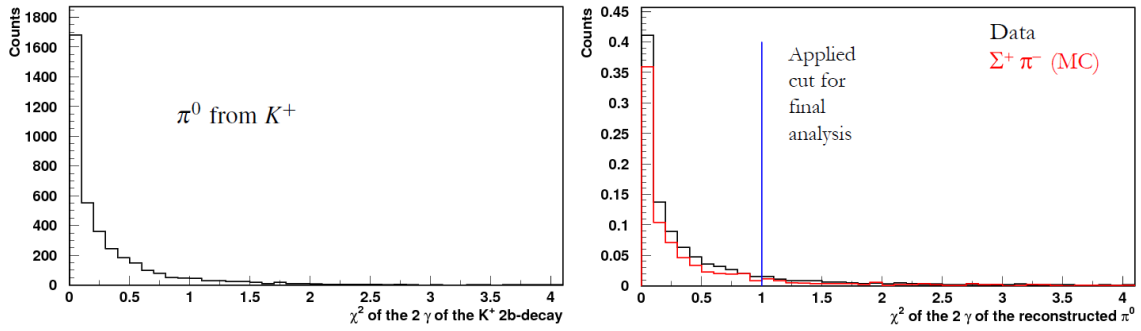 Counts
1800
1600
1400
1200
1000
800
600
400
200
0
π⁰ from K⁺
0 0.5 1 1.5 2 2.5 3 3.5 4
χ² of the 2 γ of the K⁺ 2b-decay
Counts
0.45
0.4
0.35
0.3
0.25
0.2
0.15
0.1
0.05
0
Applied
cut for
final
analysis
Data
Σ⁺ π⁻ (MC)
0 0.5 1 1.5 2 2.5 3 3.5 4
χ² of the 2 γ of the reconstructed π⁰